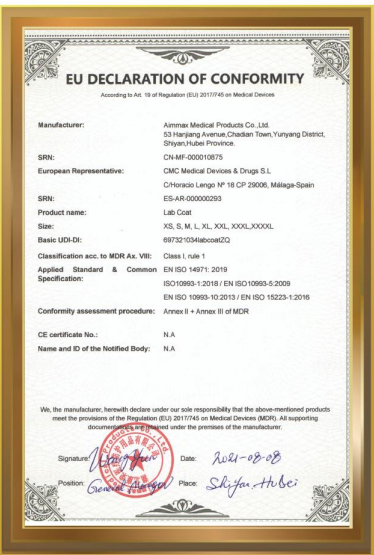 EU DECLARATION OF CONFORMITY
According to Art. 19 of Regulation (EU) 2017/745 on Medical Devices
Manufacturer: Aimmax Medical Products Co.,Ltd.
53 Hanjiang Avenue,Chadian Town,Yunyang District,
Shiyan,Hubei Province.
SRN: CN-MF-000010875
European Representative: CMC Medical Devices & Drugs S.L
C/Horacio Lengo Nº 18 CP 29006, Málaga-Spain
SRN: ES-AR-000000293
Product name: Lab Coat
Size: XS, S, M, L, XL, XXL, XXXL,XXXXL
Basic UDI-DI: 697321034labcoatZQ
Classification acc. to MDR Ax. VIII: Class I, rule 1
Applied Standard & Common EN ISO 14971: 2019
Specification:
ISO10993-1:2018 / EN ISO10993-5:2009
EN ISO 10993-10:2013 / EN ISO 15223-1:2016
Conformity assessment procedure: Annex II + Annex III of MDR
CE certificate No.: N.A
Name and ID of the Notified Body: N.A
We, the manufacturer, herewith declare under our sole responsibility that the above-mentioned products
meet the provisions of the Regulation (EU) 2017/745 on Medical Devices (MDR). All supporting
documentations are retained under the premises of the manufacturer.
Signature: Date: 2021-08-08
Position: General Manager Place: Shiyan Hubei